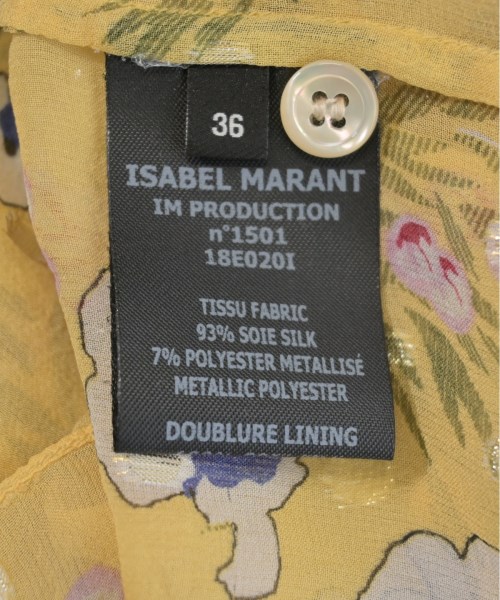 36
ISABEL MARANT
IM PRODUCTION
n°1501
18E020I
TISSU FABRIC
93% SOIE SILK
7% POLYESTER METALLISÉ
METALLIC POLYESTER
DOUBLURE LINING